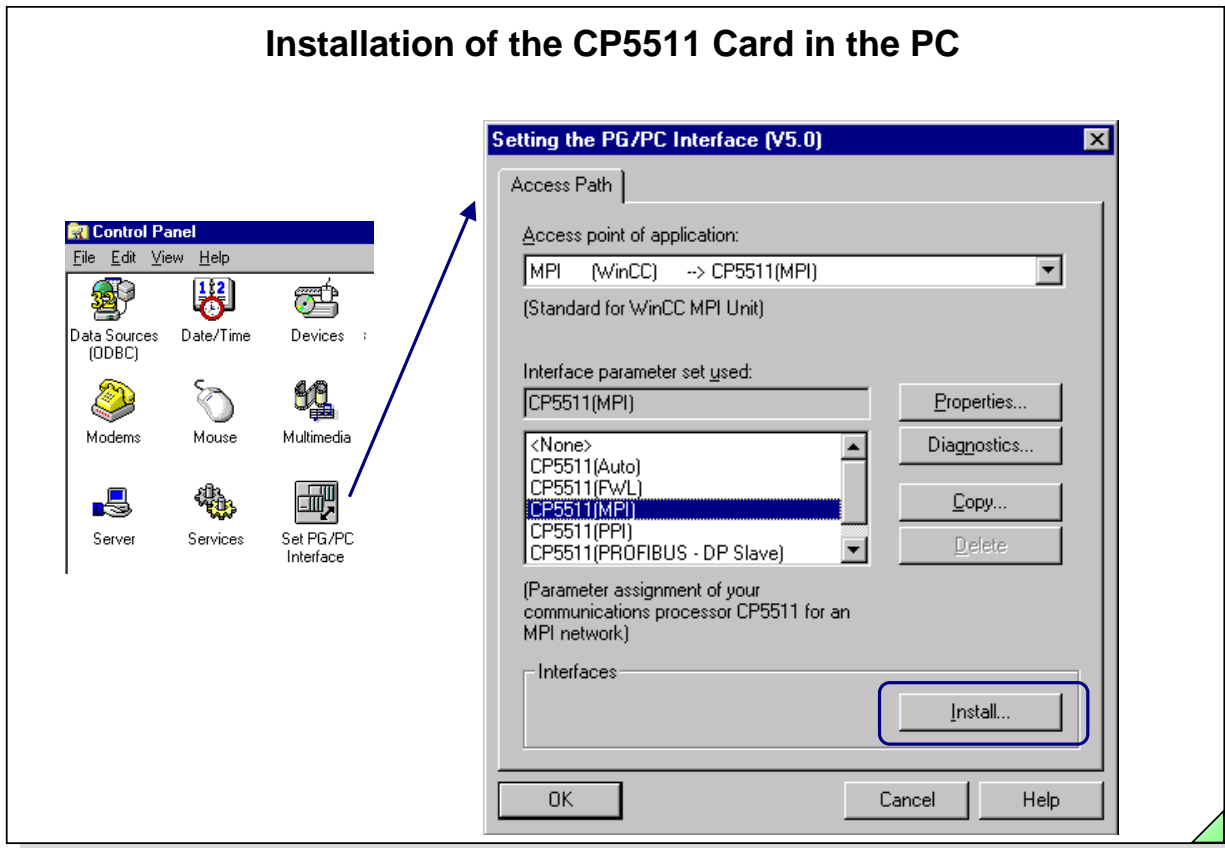 Installation of the CP5511 Card in the PC
Control Panel
File Edit View Help
32
Data Sources
(ODBC)
Date/Time
Devices
Modems
Mouse
Multimedia
Server
Services
Set PG/PC
Interface
Setting the PG/PC Interface (V5.0)
Access Path
Access point of application:
MPI (WinCC) --> CP5511(MPI)
(Standard for WinCC MPI Unit)
Interface parameter set used:
CP5511(MPI)
Properties...
<None>
CP5511(Auto)
CP5511(FWL)
CP5511(MPI)
CP5511(PPI)
CP5511(PROFIBUS - DP Slave)
Diagnostics...
Copy...
Delete
(Parameter assignment of your
communications processor CP5511 for an
MPI network)
Interfaces
Install...
OK
Cancel
Help